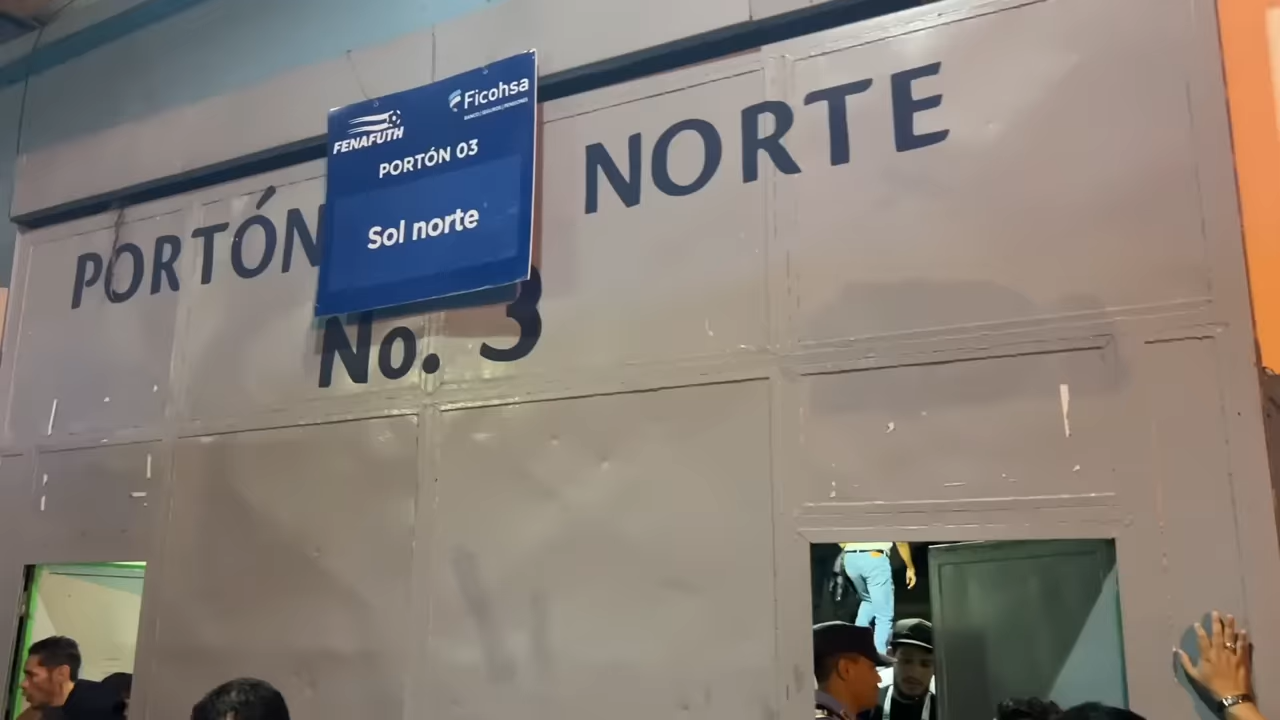 FENAFUTH
Ficohsa
BANCO | SEGUROS | PENSIONES
PORTÓN 03
Sol norte
PORTÓN NORTE
No. 3